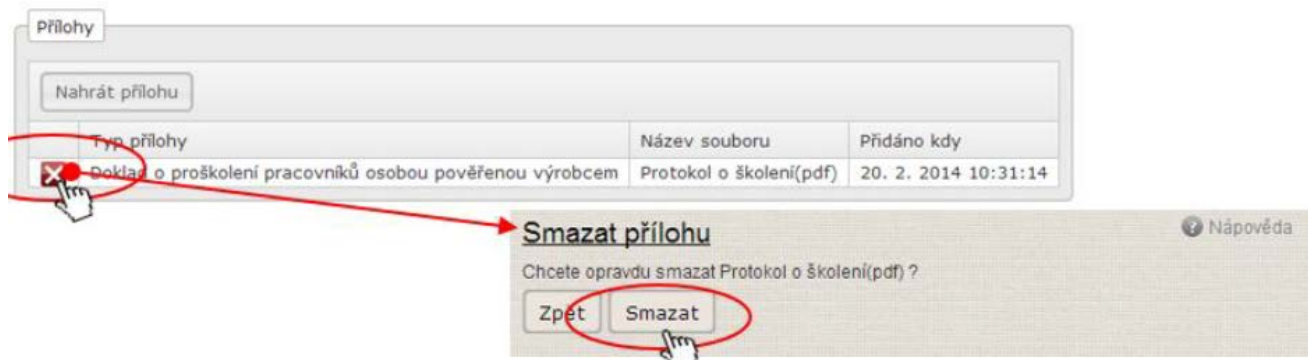 Přílohy
Nahrát přílohu
Typ přílohy Název souboru Přidáno kdy
Doklad o proškolení pracovníků osobou pověřenou výrobcem Protokol o školení(pdf) 20. 2. 2014 10:31:14
Smazat přílohu Nápověda
Chcete opravdu smazat Protokol o školení(pdf) ?
Zpět Smazat